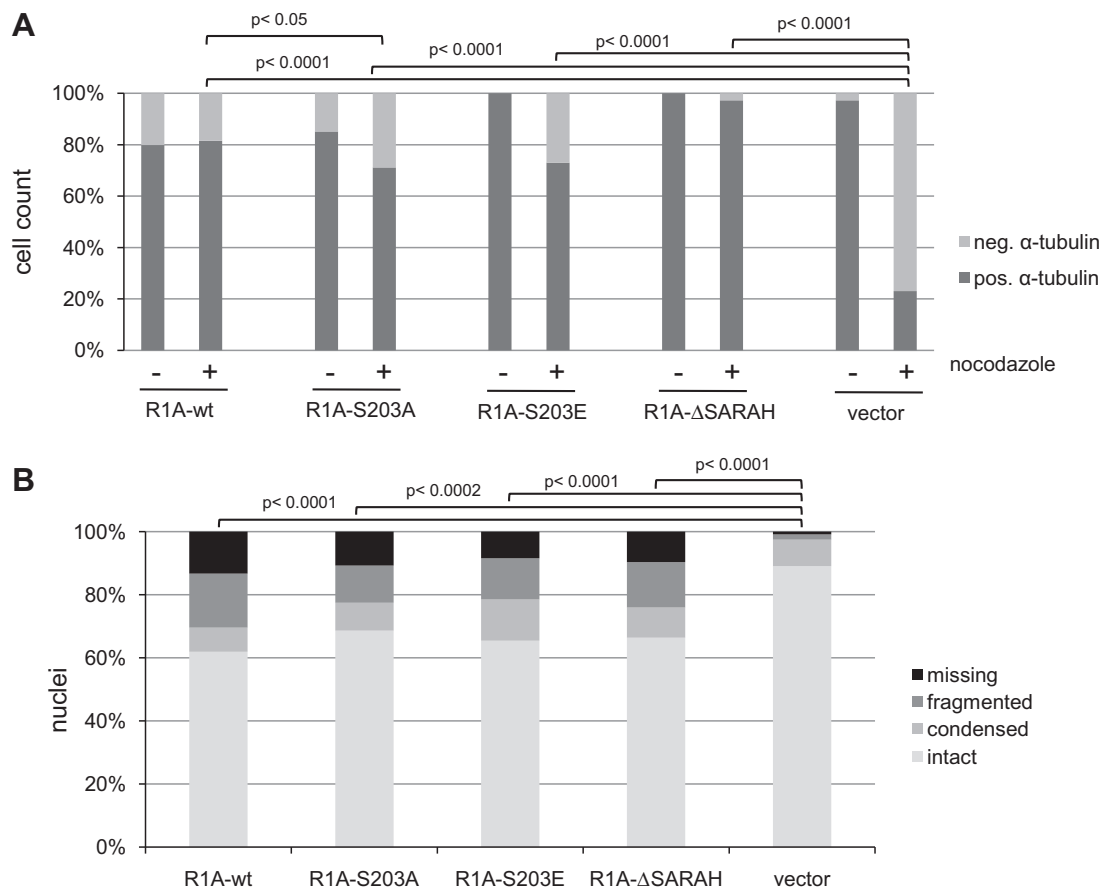 A
p< 0.05
p< 0.0001
p< 0.0001
p< 0.0001
p< 0.0001
100%
80%
60%
40%
20%
0%
cell count
neg. α-tubulin
pos. α-tubulin
- + - + - + - + - + nocodazole
R1A-wt R1A-S203A R1A-S203E R1A-ΔSARAH vector
B
p< 0.0001
p< 0.0001
p< 0.0002
p< 0.0001
100%
80%
60%
40%
20%
0%
nuclei
missing
fragmented
condensed
intact
R1A-wt R1A-S203A R1A-S203E R1A-ΔSARAH vector